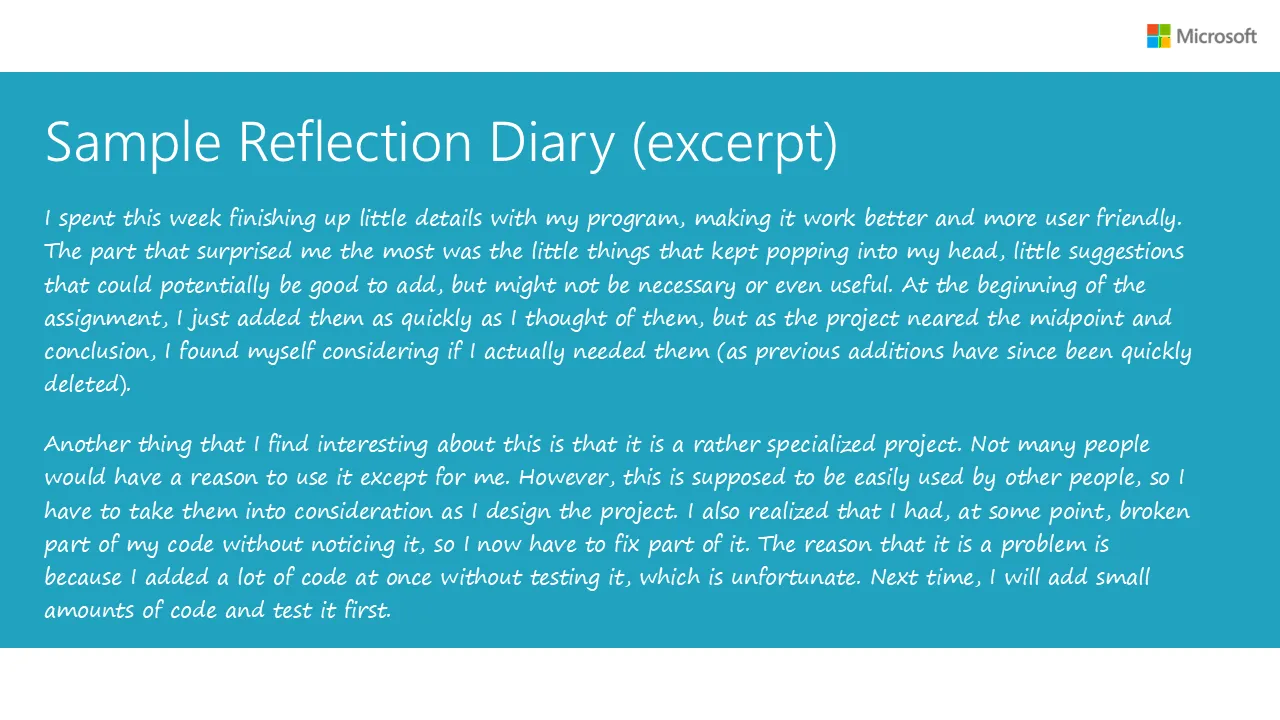 Microsoft
Sample Reflection Diary (excerpt)
I spent this week finishing up little details with my program, making it work better and more user friendly.
The part that surprised me the most was the little things that kept popping into my head, little suggestions
that could potentially be good to add, but might not be necessary or even useful. At the beginning of the
assignment, I just added them as quickly as I thought of them, but as the project neared the midpoint and
conclusion, I found myself considering if I actually needed them (as previous additions have since been quickly
deleted).
Another thing that I find interesting about this is that it is a rather specialized project. Not many people
would have a reason to use it except for me. However, this is supposed to be easily used by other people, so I
have to take them into consideration as I design the project. I also realized that I had, at some point, broken
part of my code without noticing it, so I now have to fix part of it. The reason that it is a problem is
because I added a lot of code at once without testing it, which is unfortunate. Next time, I will add small
amounts of code and test it first.